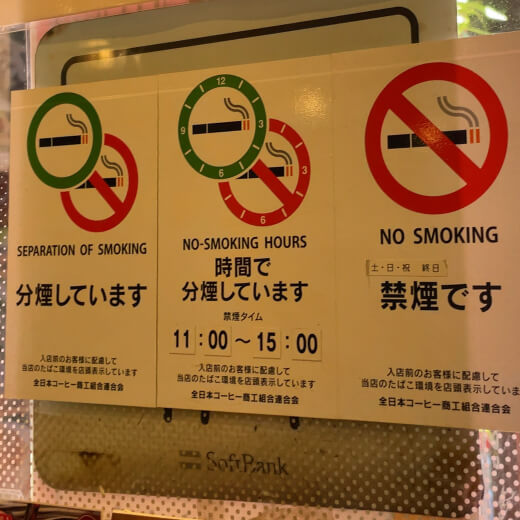 SEPARATION OF SMOKING
分煙しています
入店前のお客様に配慮して
当店のたばこ環境を店頭表示しています
全日本コーヒー商工組合連合会
12
3
6
9
3
6
NO-SMOKING HOURS
時間で
分煙しています
禁煙タイム
11：00〜15：00
入店前のお客様に配慮して
当店のたばこ環境を店頭表示しています
全日本コーヒー商工組合連合会
NO SMOKING
土・日・祝 終日
禁煙です
入店前のお客様に配慮して
当店のたばこ環境を店頭表示しています
全日本コーヒー商工組合連合会
SoftBank